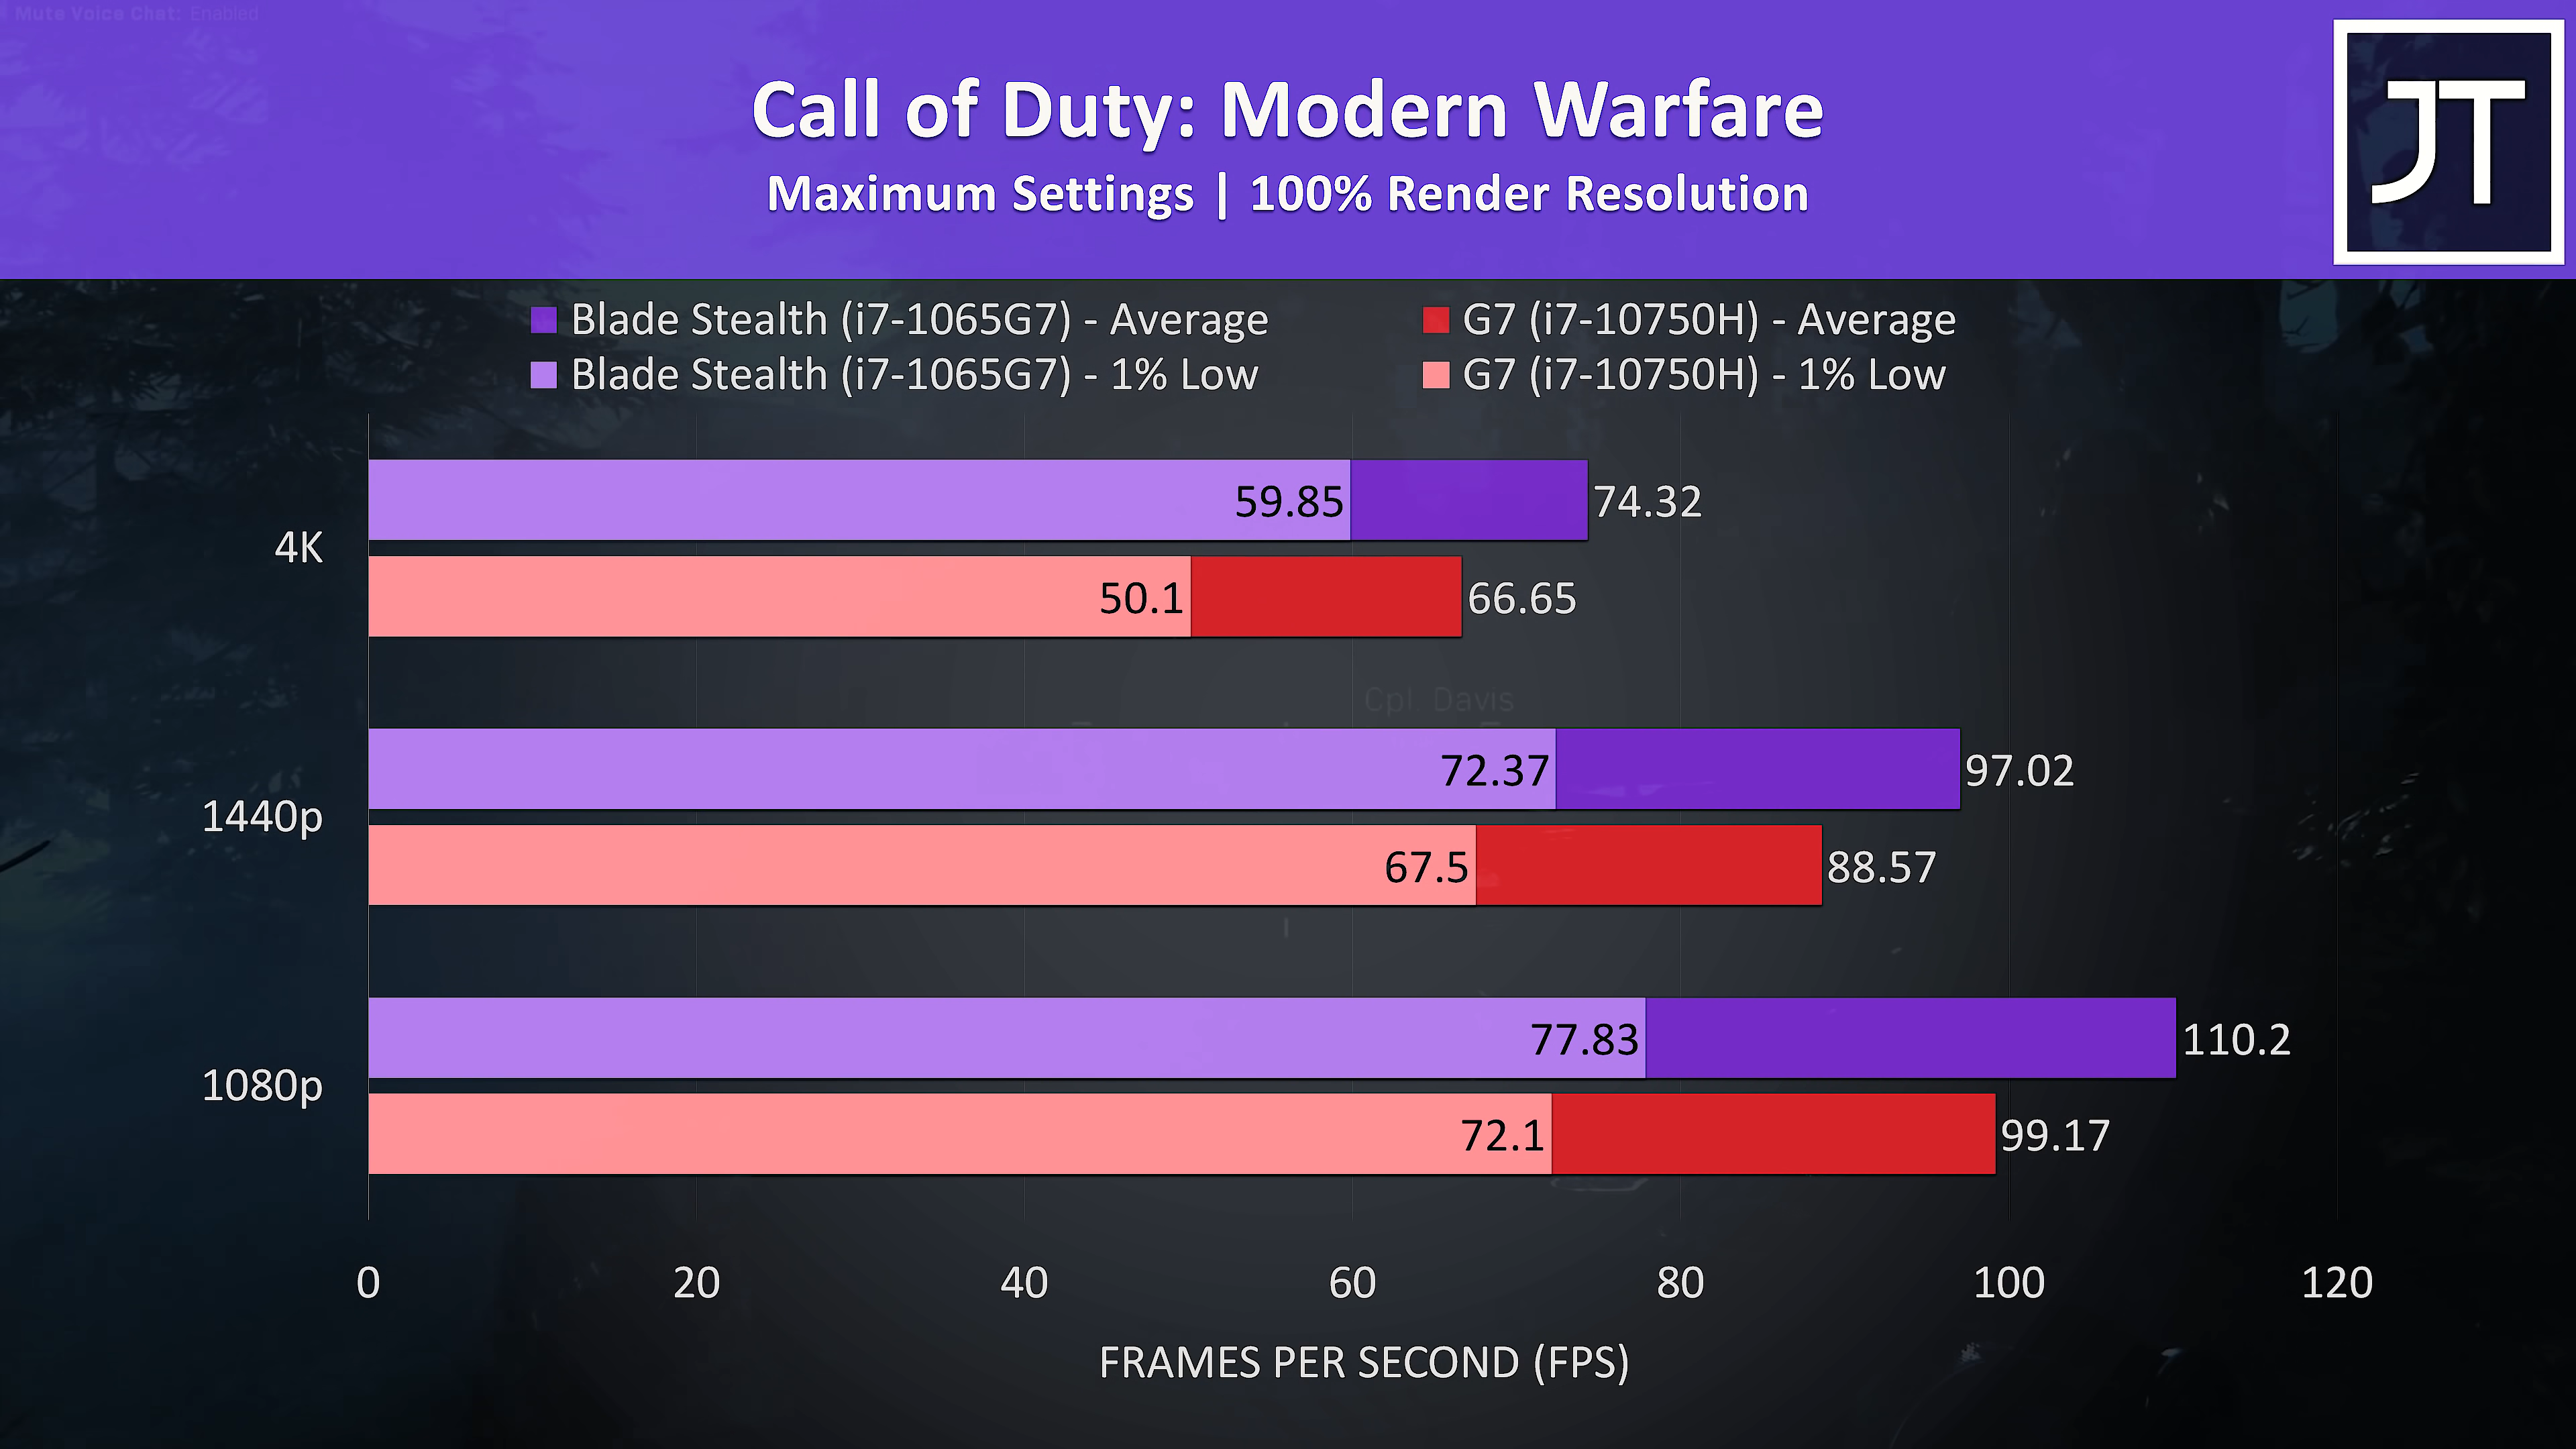 Mute Voice Chat: Enabled
Call of Duty: Modern Warfare
Maximum Settings | 100% Render Resolution
JT
Blade Stealth (i7-1065G7) - Average
G7 (i7-10750H) - Average
Blade Stealth (i7-1065G7) - 1% Low
G7 (i7-10750H) - 1% Low
4K
59.85
74.32
50.1
66.65
Cpl. Davis
1440p
72.37
97.02
67.5
88.57
1080p
77.83
110.2
72.1
99.17
0 20 40 60 80 100 120
FRAMES PER SECOND (FPS)